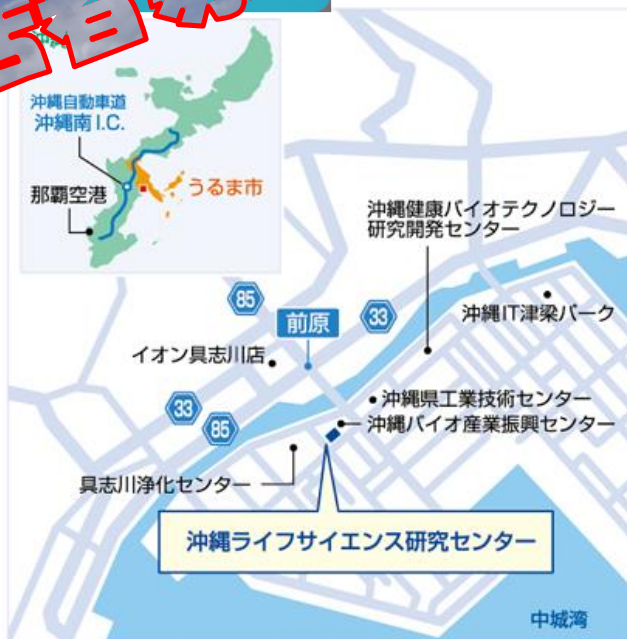 沖縄自動車道
沖縄南I.C.
那覇空港
うるま市
沖縄健康バイオテクノロジー
研究開発センター
85
前原
33
沖縄IT津梁パーク
イオン具志川店
33
85
沖縄県工業技術センター
沖縄バイオ産業振興センター
具志川浄化センター
沖縄ライフサイエンス研究センター
中城湾